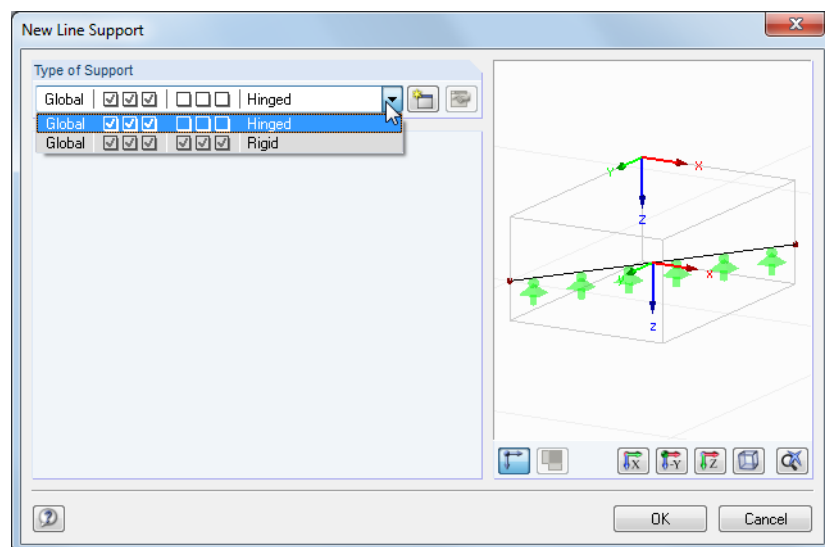 New Line Support
Type of Support
Global Hinged
Global Hinged
Global Rigid
X
Y
Z
X
Y
Z
X
-Y
Z
OK
Cancel